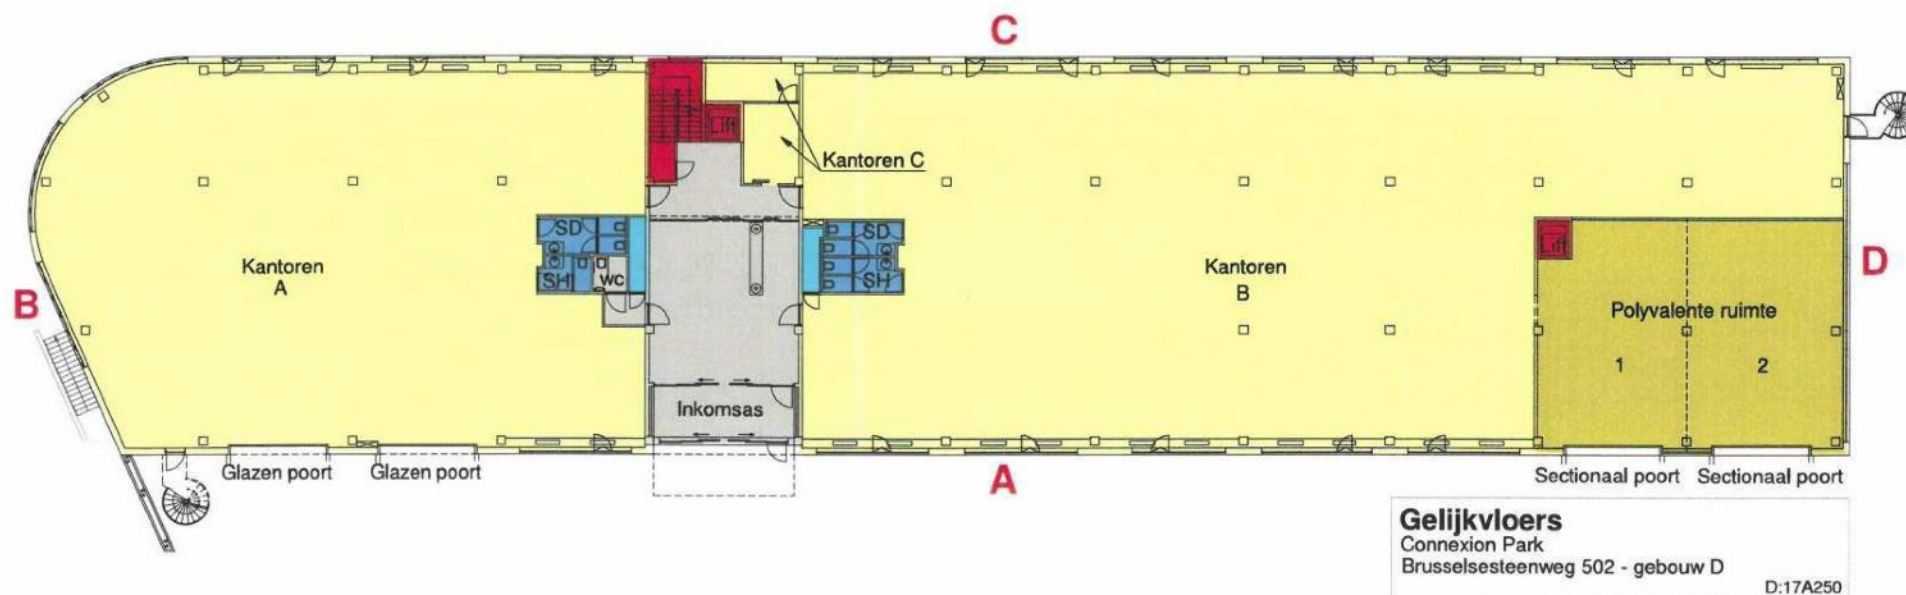 C
Lift
Kantoren C
SD
SD
Lift
Kantoren
A
SH
WC
SH
Kantoren
B
D
B
Polyvalente ruimte
1
2
Inkomsas
Glazen poort
Glazen poort
A
Sectionaal poort
Sectionaal poort
Gelijkvloers
Connexion Park
Brusselsesteenweg 502 - gebouw D
D:17A250